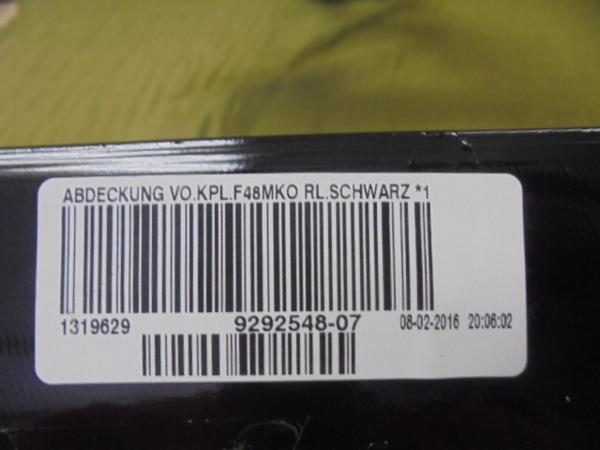 ABDECKUNG VO.KPL.F48MKO RL.SCHWARZ *1
1319629 9292548-07 08-02-2016 20:06:02